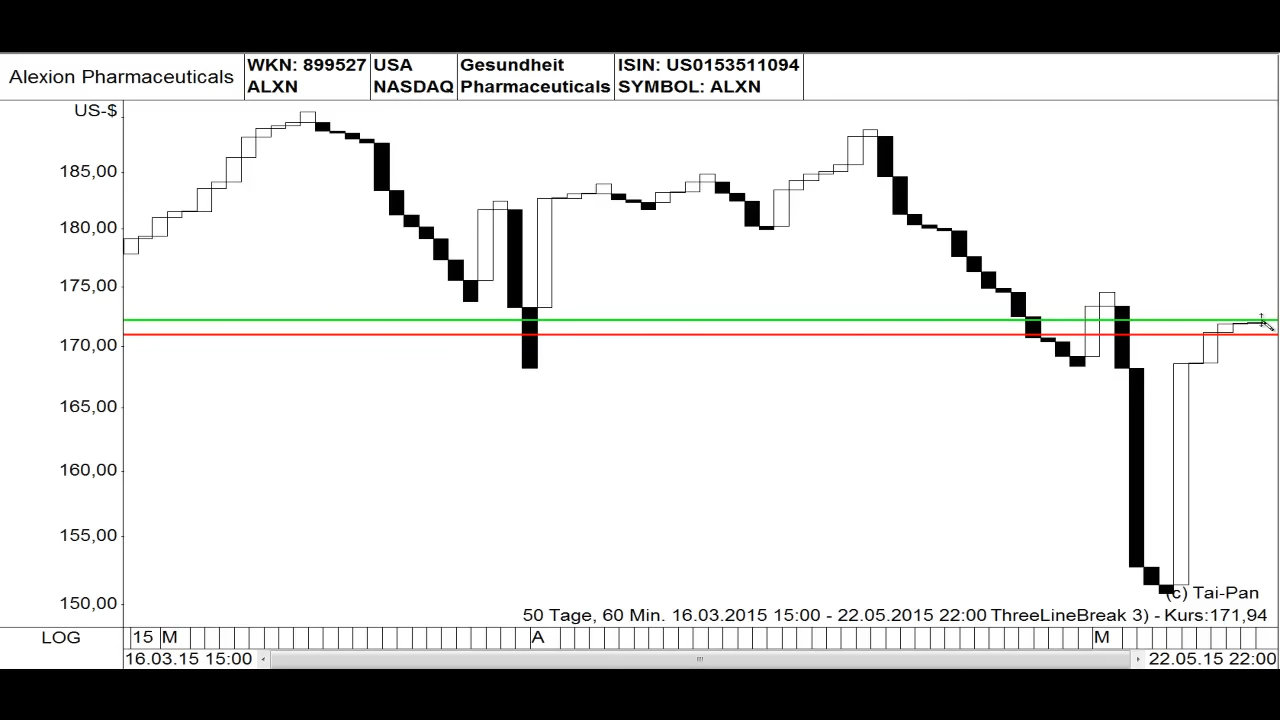 Alexion Pharmaceuticals
WKN: 899527 USA Gesundheit ISIN: US0153511094
ALXN NASDAQ Pharmaceuticals SYMBOL: ALXN
US-$
185,00
180,00
175,00
170,00
165,00
160,00
155,00
150,00
(c) Tai-Pan
50 Tage, 60 Min. 16.03.2015 15:00 - 22.05.2015 22:00 ThreeLineBreak 3) - Kurs:171,94
LOG 15 M A M
16.03.15 15:00 22.05.15 22:00